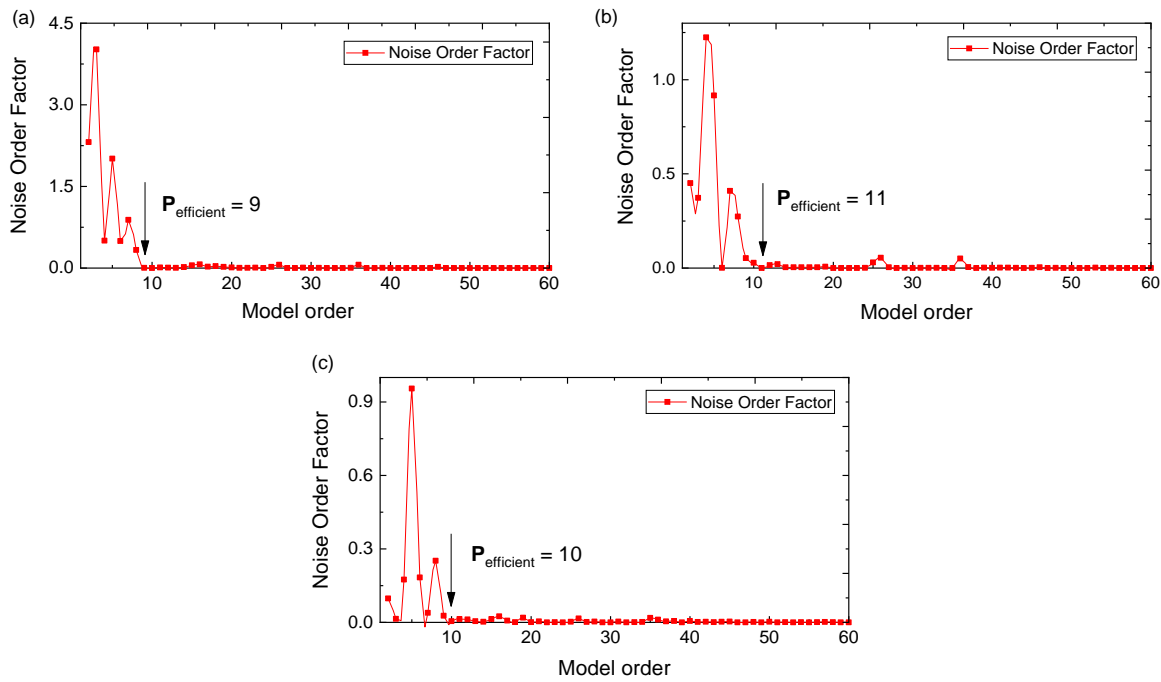 (a)
4.5
3.0
1.5
0.0
Noise Order Factor
Noise Order Factor
P efficient = 9
10 20 30 40 50 60
Model order
(b)
1.0
0.5
0.0
Noise Order Factor
Noise Order Factor
P efficient = 11
10 20 30 40 50 60
Model order
(c)
0.9
0.6
0.3
0.0
Noise Order Factor
Noise Order Factor
P efficient = 10
10 20 30 40 50 60
Model order